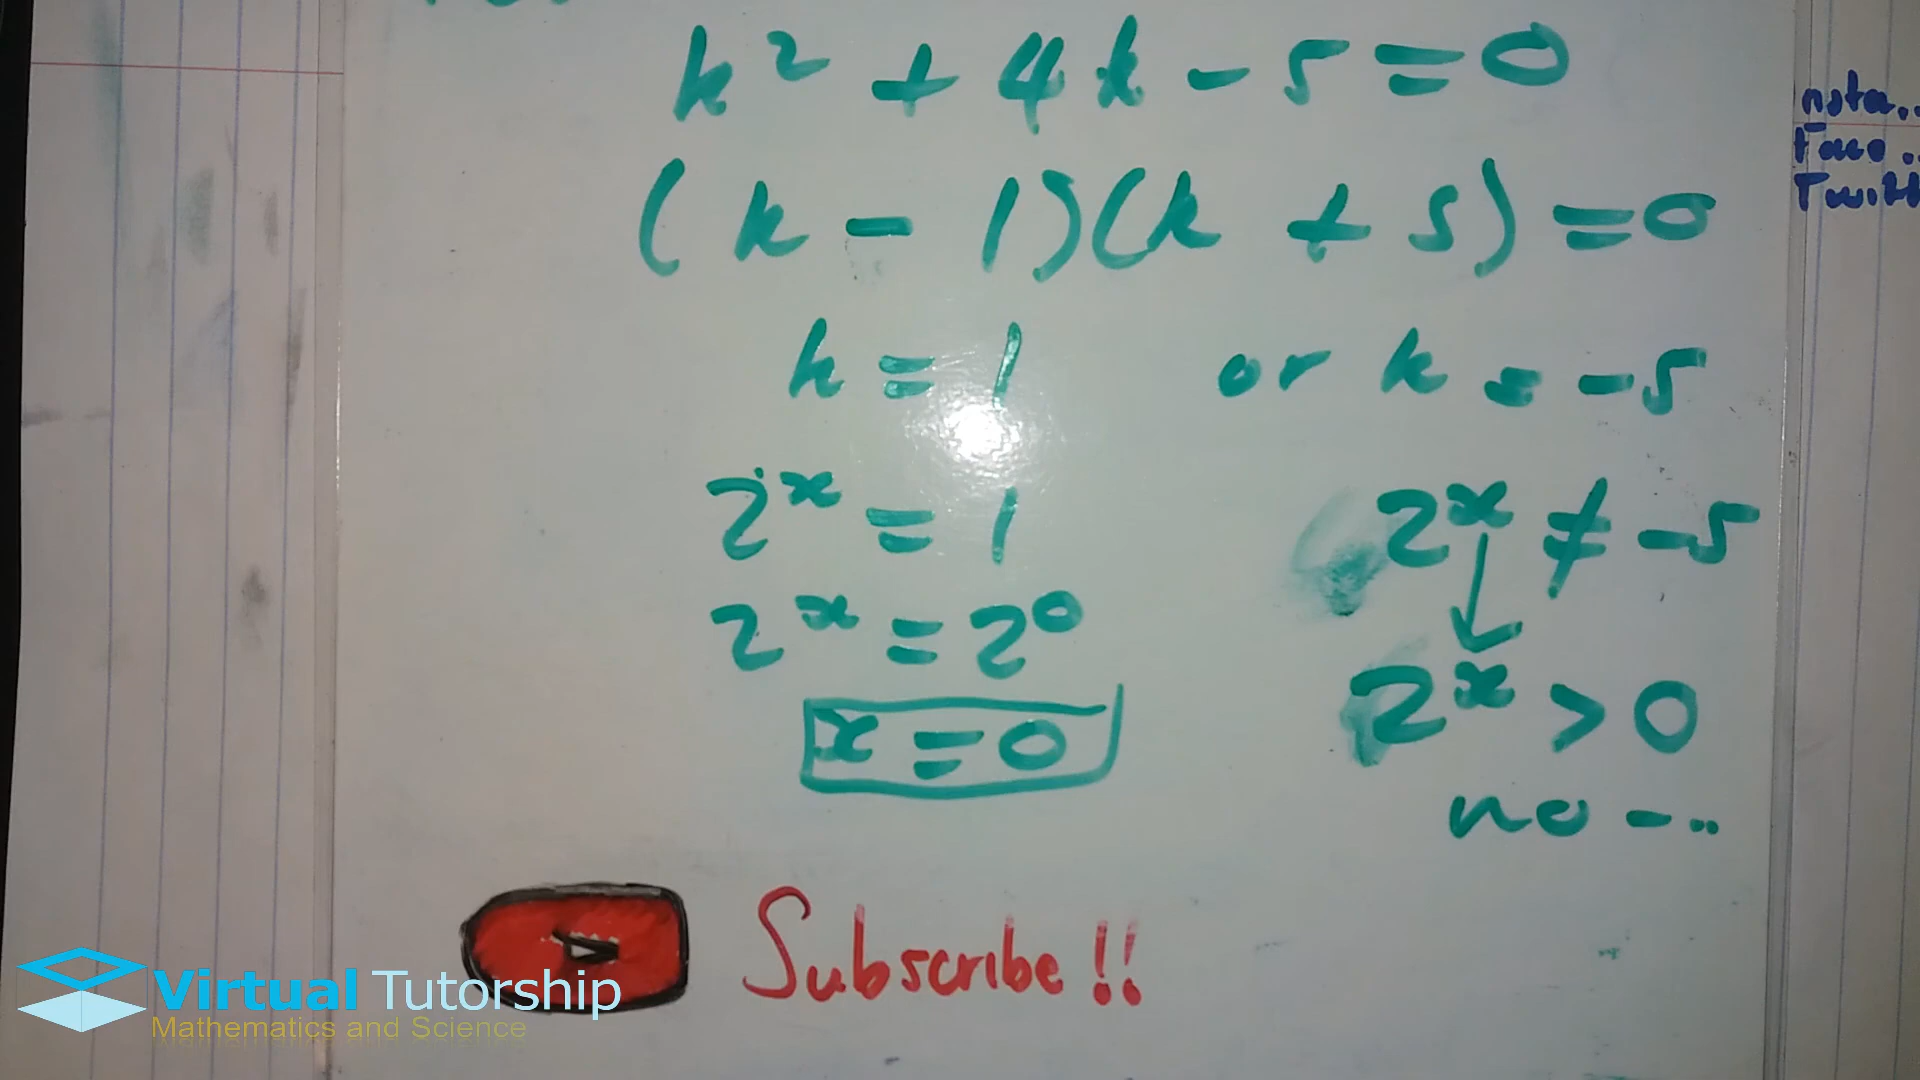 k² + 4k - 5 = 0
(k - 1)(k + 5) = 0
k = 1 or k = -5
2ˣ = 1 2ˣ ≠ -5
2ˣ = 2⁰
x = 0 2ˣ > 0
no -..
Subscribe!!
Virtual Tutorship
Mathematics and Science